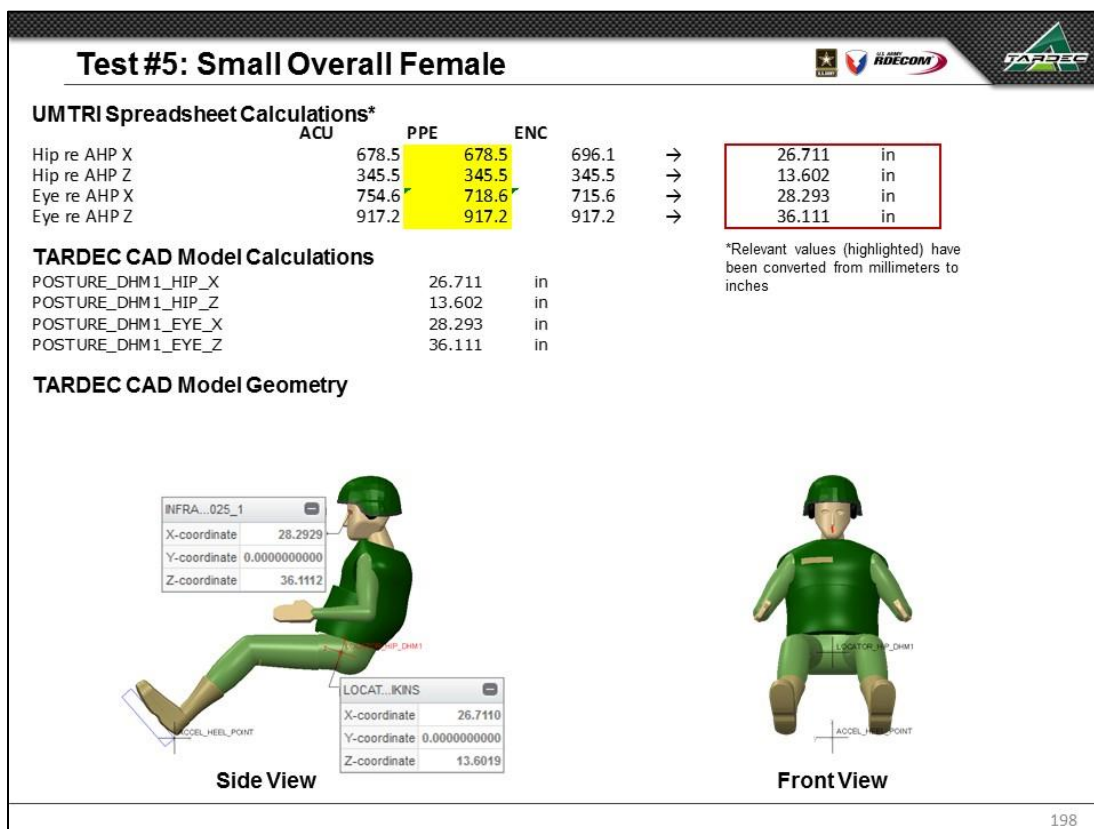 Test #5: Small Overall Female
U.S. ARMY
U.S. ARMY
RDECOM
TARDEC
UMTRI Spreadsheet Calculations*
ACU PPE ENC
Hip re AHP X 678.5 678.5 696.1 → 26.711 in
Hip re AHP Z 345.5 345.5 345.5 → 13.602 in
Eye re AHP X 754.6 718.6 715.6 → 28.293 in
Eye re AHP Z 917.2 917.2 917.2 → 36.111 in
*Relevant values (highlighted) have
been converted from millimeters to
inches
TARDEC CAD Model Calculations
POSTURE_DHM1_HIP_X 26.711 in
POSTURE_DHM1_HIP_Z 13.602 in
POSTURE_DHM1_EYE_X 28.293 in
POSTURE_DHM1_EYE_Z 36.111 in
TARDEC CAD Model Geometry
INFRA...025_1
X-coordinate 28.2929
Y-coordinate 0.0000000000
Z-coordinate 36.1112
HIP_DHM1
LOCATOR_HIP_DHM1
LOCAT...IKINS
X-coordinate 26.7110
Y-coordinate 0.0000000000
Z-coordinate 13.6019
ACCEL_HEEL_POINT
ACCEL_HEEL_POINT
Side View
Front View
198